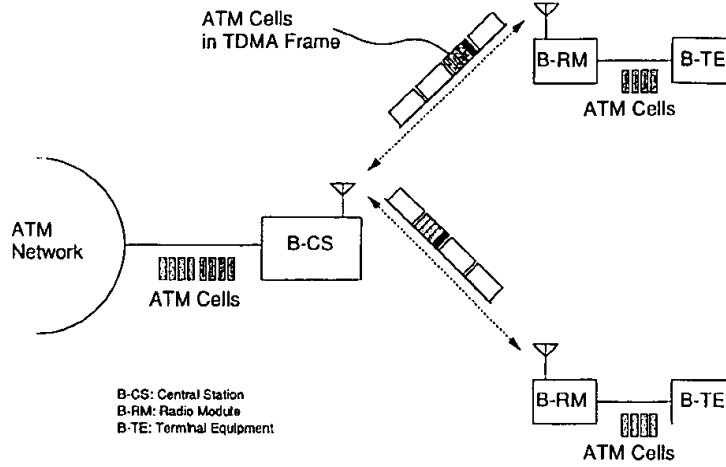 ATM Cells
in TDMA Frame
B-RM
B-TE
ATM Cells
ATM
Network
B-CS
ATM Cells
B-CS: Central Station
B-RM: Radio Module
B-TE: Terminal Equipment
B-RM
B-TE
ATM Cells